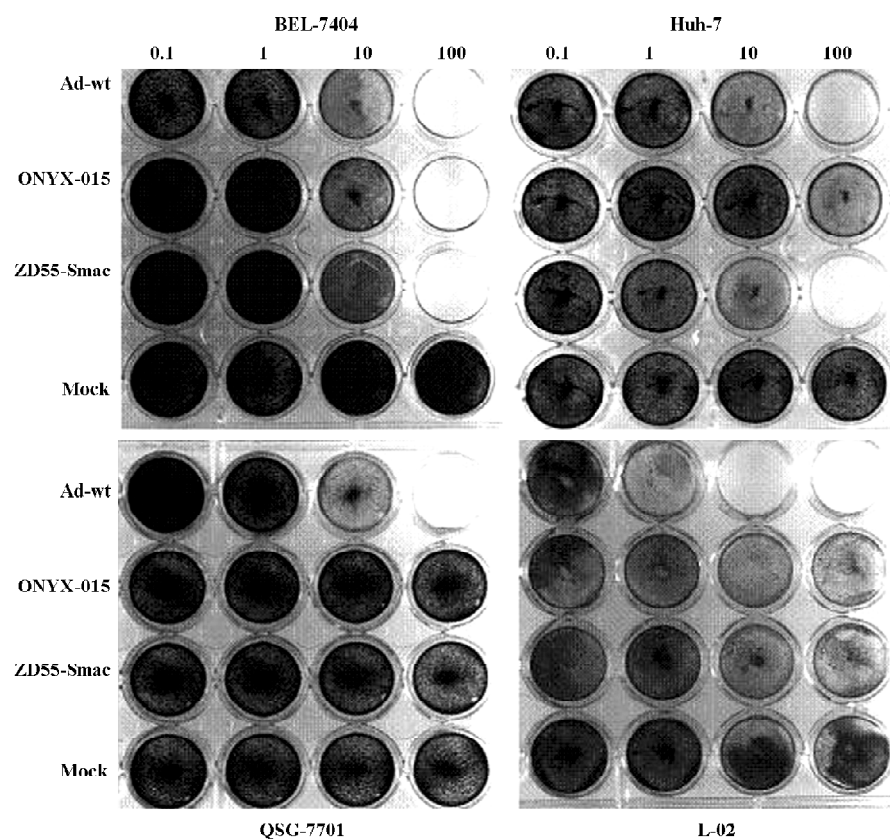 BEL-7404 Huh-7
0.1 1 10 100 0.1 1 10 100
Ad-wt
ONYX-015
ZD55-Smac
Mock
Ad-wt
ONYX-015
ZD55-Smac
Mock
QSG-7701 L-02